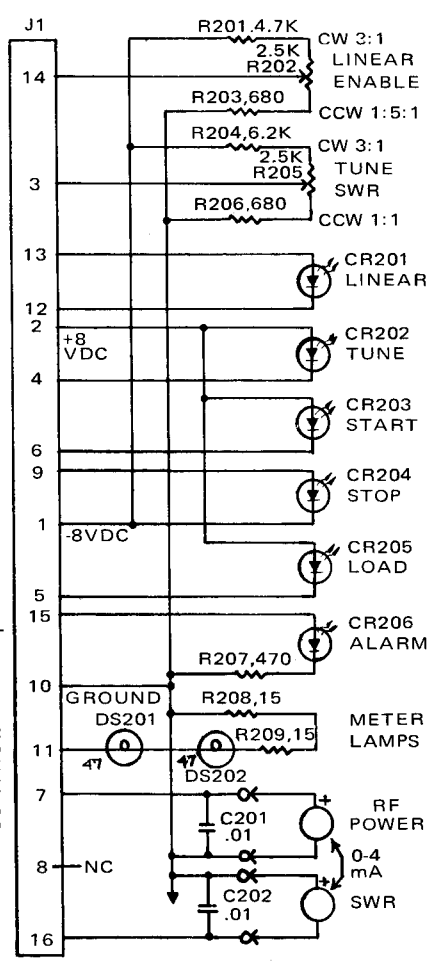 J1
R201,4.7K
CW 3:1
2.5K
R202
LINEAR
ENABLE
14
R203,680
CCW 1:5:1
R204,6.2K
CW 3:1
2.5K
R205
TUNE
SWR
3
R206,680
CCW 1:1
13
CR201
LINEAR
12
2
+8
VDC
CR202
TUNE
4
CR203
START
6
9
CR204
STOP
1
-8VDC
CR205
LOAD
5
15
CR206
ALARM
R207,470
10
GROUND
R208,15
DS201
METER
LAMPS
R209,15
11
47
47
DS202
7
+
RF
POWER
C201
.01
0-4
mA
8
NC
C202
.01
+
SWR
16